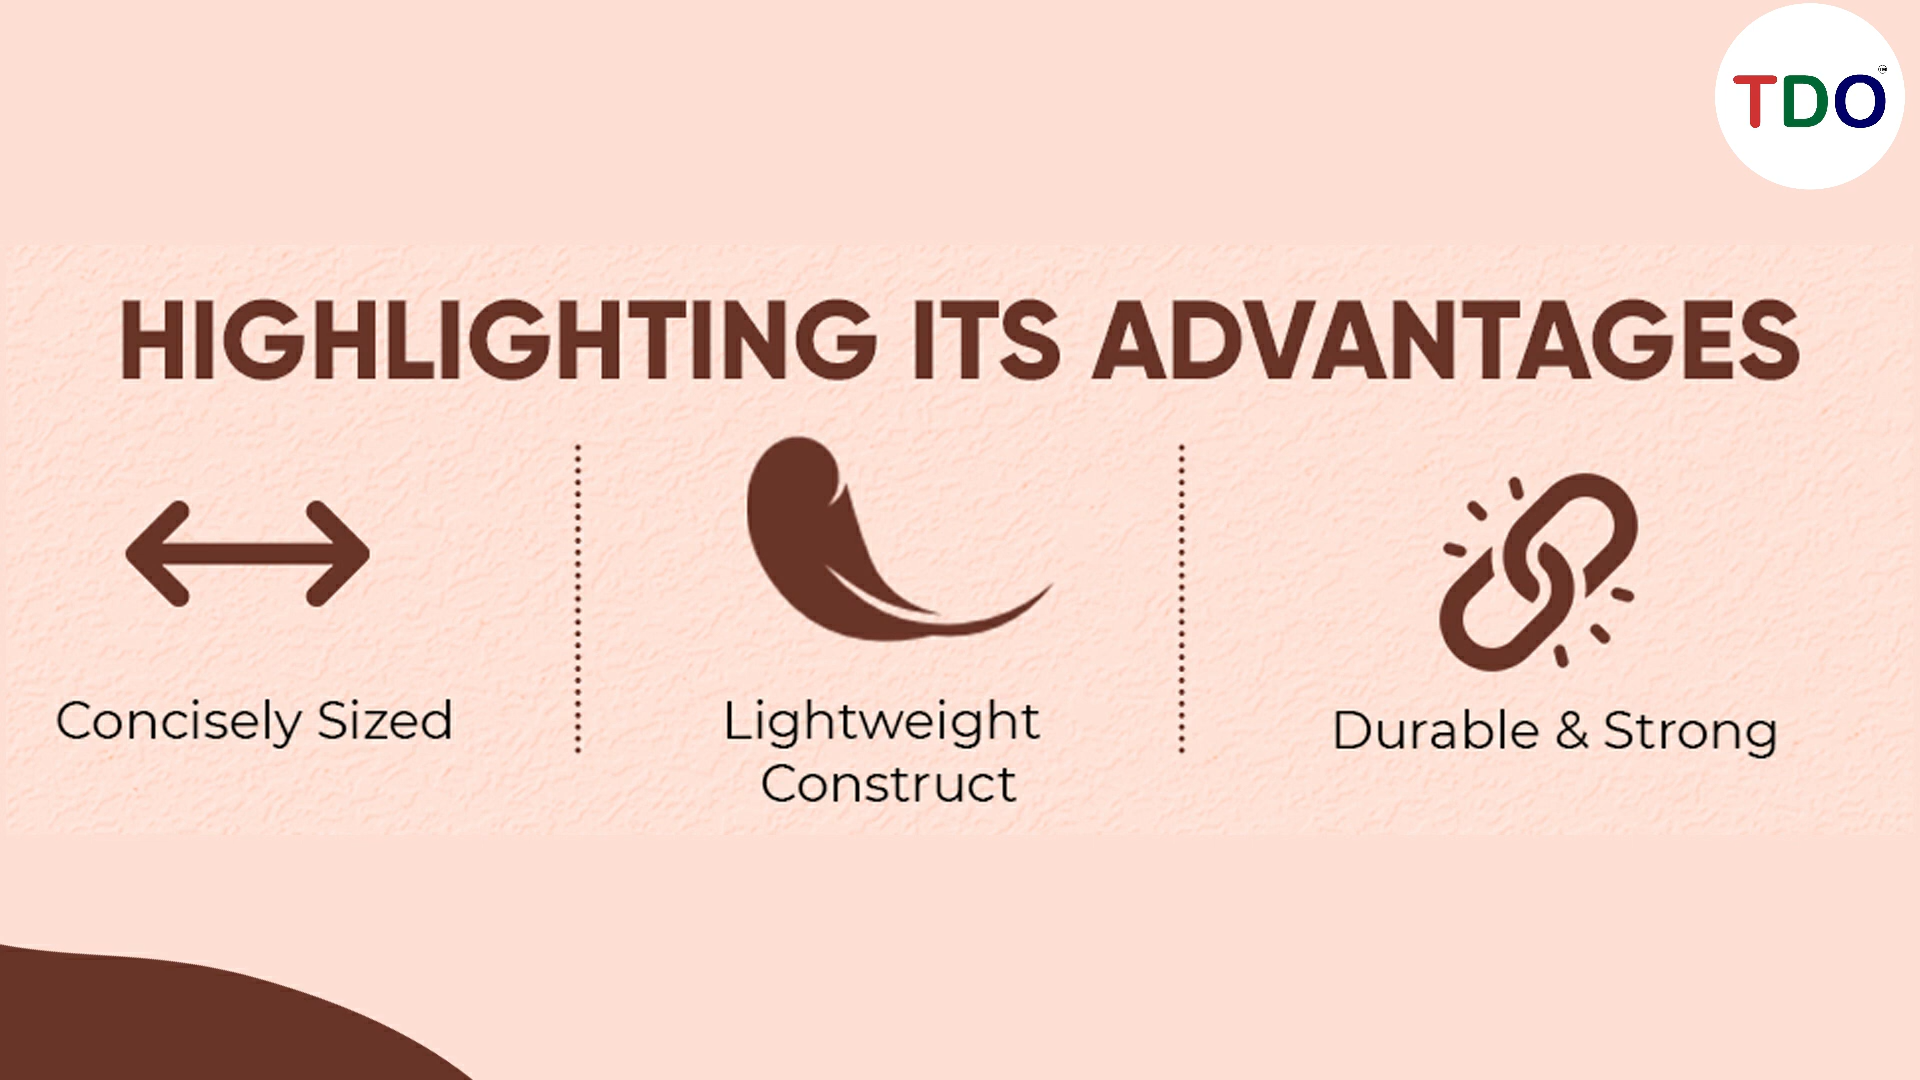 TDO
HIGHLIGHTING ITS ADVANTAGES
Concisely Sized
Lightweight
Construct
Durable & Strong